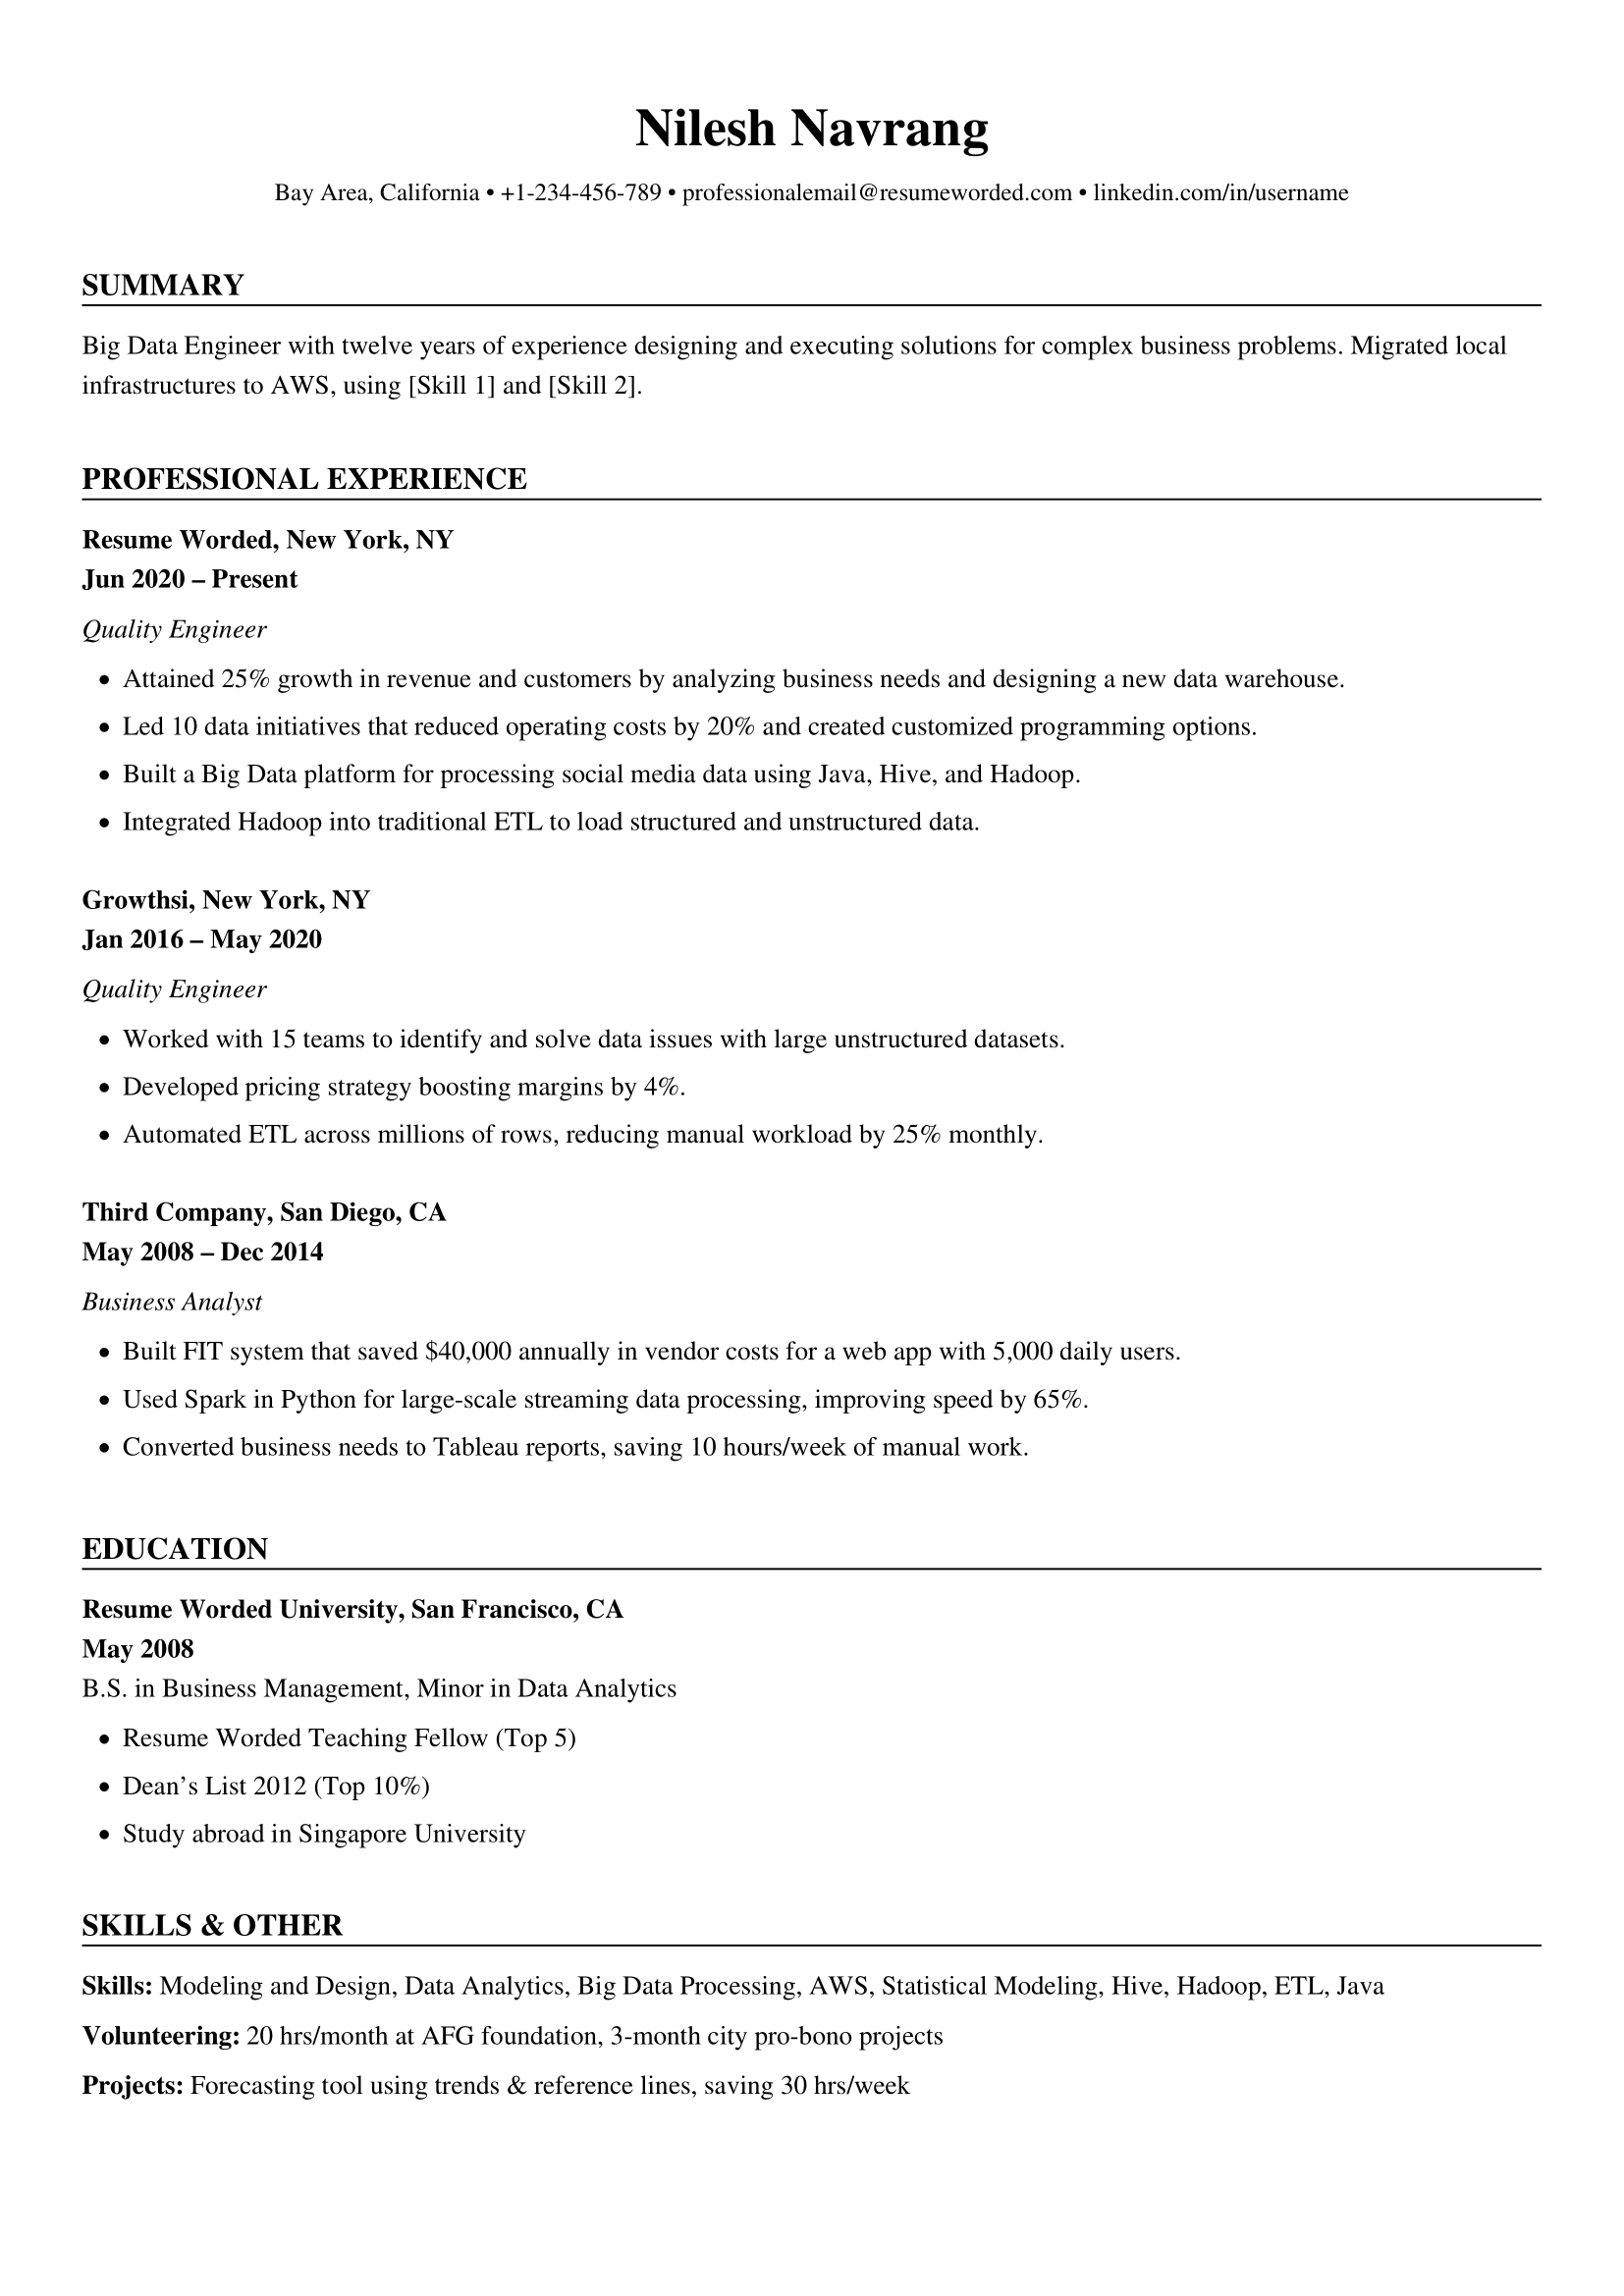 Nilesh Navrang
Bay Area, California • +1-234-456-789 • professionalemail@resumeworded.com • linkedin.com/in/username
SUMMARY
Big Data Engineer with twelve years of experience designing and executing solutions for complex business problems. Migrated local
infrastructures to AWS, using [Skill 1] and [Skill 2].
PROFESSIONAL EXPERIENCE
Resume Worded, New York, NY
Jun 2020 – Present
Quality Engineer
• Attained 25% growth in revenue and customers by analyzing business needs and designing a new data warehouse.
• Led 10 data initiatives that reduced operating costs by 20% and created customized programming options.
• Built a Big Data platform for processing social media data using Java, Hive, and Hadoop.
• Integrated Hadoop into traditional ETL to load structured and unstructured data.
Growthsi, New York, NY
Jan 2016 – May 2020
Quality Engineer
• Worked with 15 teams to identify and solve data issues with large unstructured datasets.
• Developed pricing strategy boosting margins by 4%.
• Automated ETL across millions of rows, reducing manual workload by 25% monthly.
Third Company, San Diego, CA
May 2008 – Dec 2014
Business Analyst
• Built FIT system that saved $40,000 annually in vendor costs for a web app with 5,000 daily users.
• Used Spark in Python for large-scale streaming data processing, improving speed by 65%.
• Converted business needs to Tableau reports, saving 10 hours/week of manual work.
EDUCATION
Resume Worded University, San Francisco, CA
May 2008
B.S. in Business Management, Minor in Data Analytics
• Resume Worded Teaching Fellow (Top 5)
• Dean’s List 2012 (Top 10%)
• Study abroad in Singapore University
SKILLS & OTHER
Skills: Modeling and Design, Data Analytics, Big Data Processing, AWS, Statistical Modeling, Hive, Hadoop, ETL, Java
Volunteering: 20 hrs/month at AFG foundation, 3-month city pro-bono projects
Projects: Forecasting tool using trends & reference lines, saving 30 hrs/week